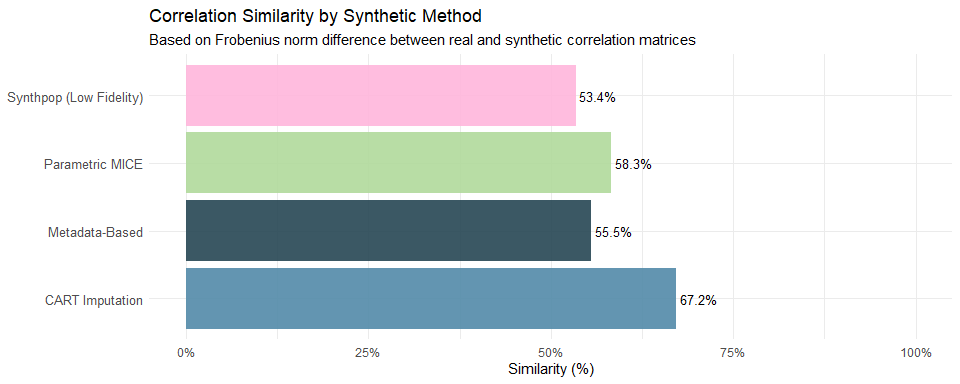 Correlation Similarity by Synthetic Method
Based on Frobenius norm difference between real and synthetic correlation matrices
Synthpop (Low Fidelity)
53.4%
Parametric MICE
58.3%
Metadata-Based
55.5%
CART Imputation
67.2%
0%
25%
50%
75%
100%
Similarity (%)